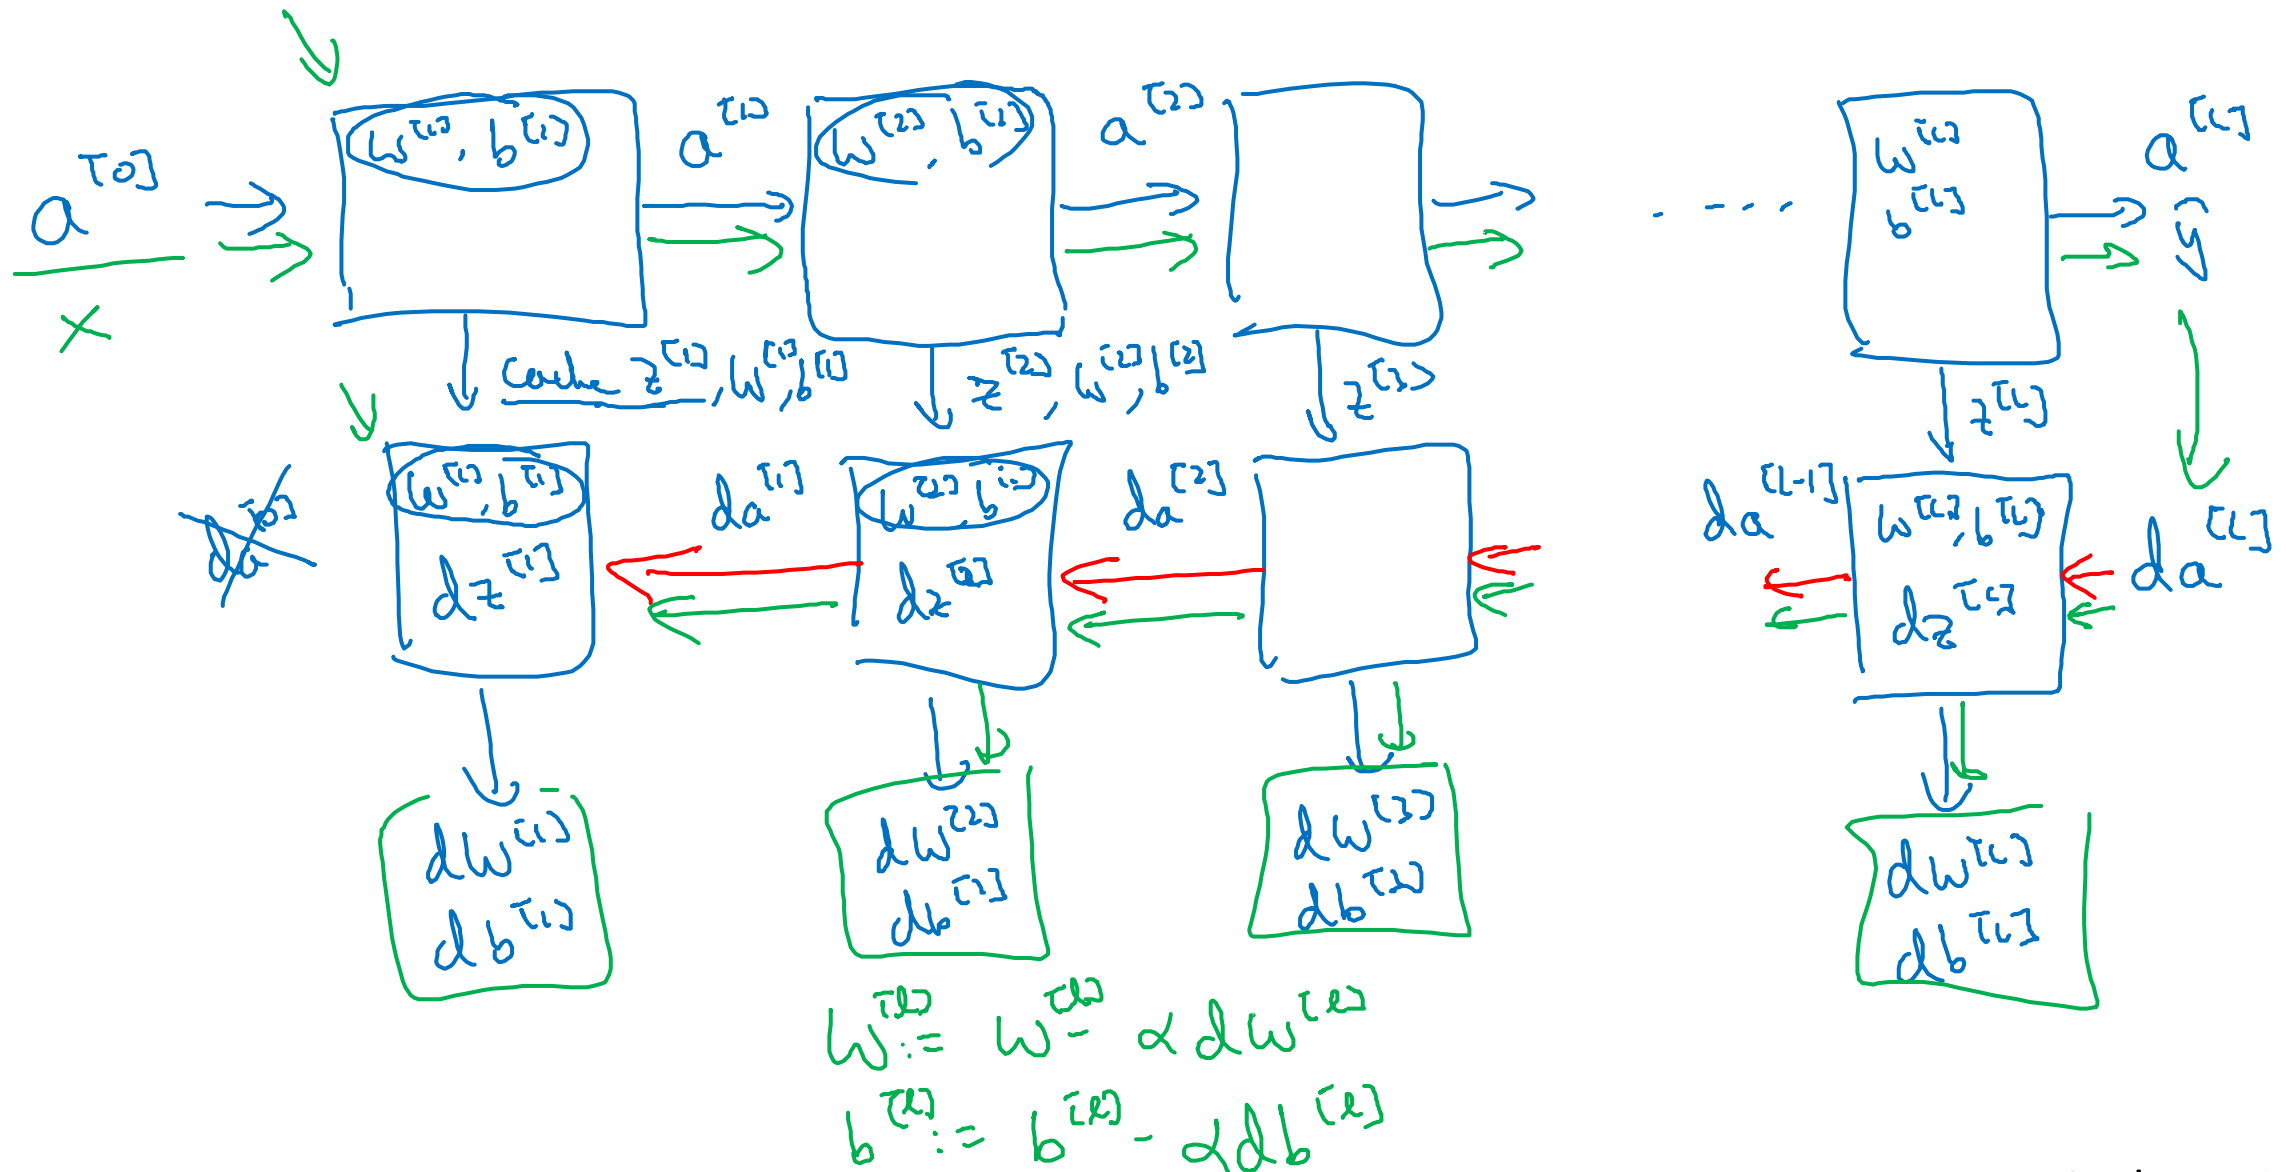 a^[0]
x
w^[1], b^[1]
a^[1]
w^[2], b^[2]
a^[2]
. - - - .
w^[L]
b^[L]
a^[L]
ŷ
cache z^[1], w^[1], b^[1]
z^[2], w^[2], b^[2]
z^[3]
z^[L]
da^[0]
w^[1], b^[1]
dz^[1]
da^[1]
w^[2], b^[2]
dz^[2]
da^[2]
da^[L-1]
w^[L], b^[L]
dz^[L]
da^[L]
dw^[1]
db^[1]
dw^[2]
db^[2]
dw^[3]
db^[3]
dw^[L]
db^[L]
w^[l] := w^[l] - α dw^[l]
b^[l] := b^[l] - α db^[l]